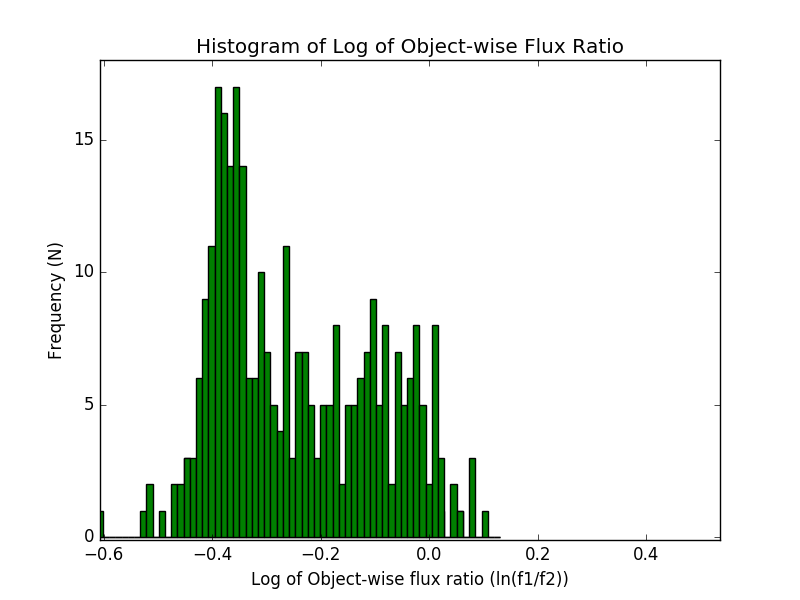 Histogram of Log of Object-wise Flux Ratio
Frequency (N)
15
10
5
0
−0.6 −0.4 −0.2 0.0 0.2 0.4
Log of Object-wise flux ratio (ln(f1/f2))